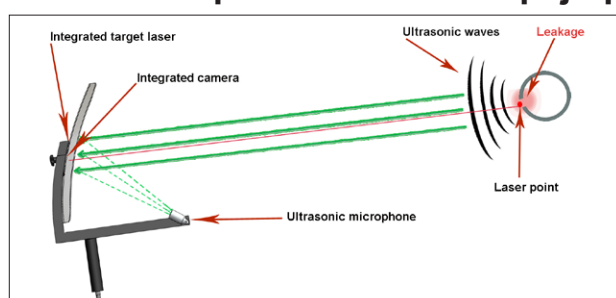 Ultrasonic waves
Leakage
Integrated target laser
Integrated camera
Laser point
Ultrasonic microphone